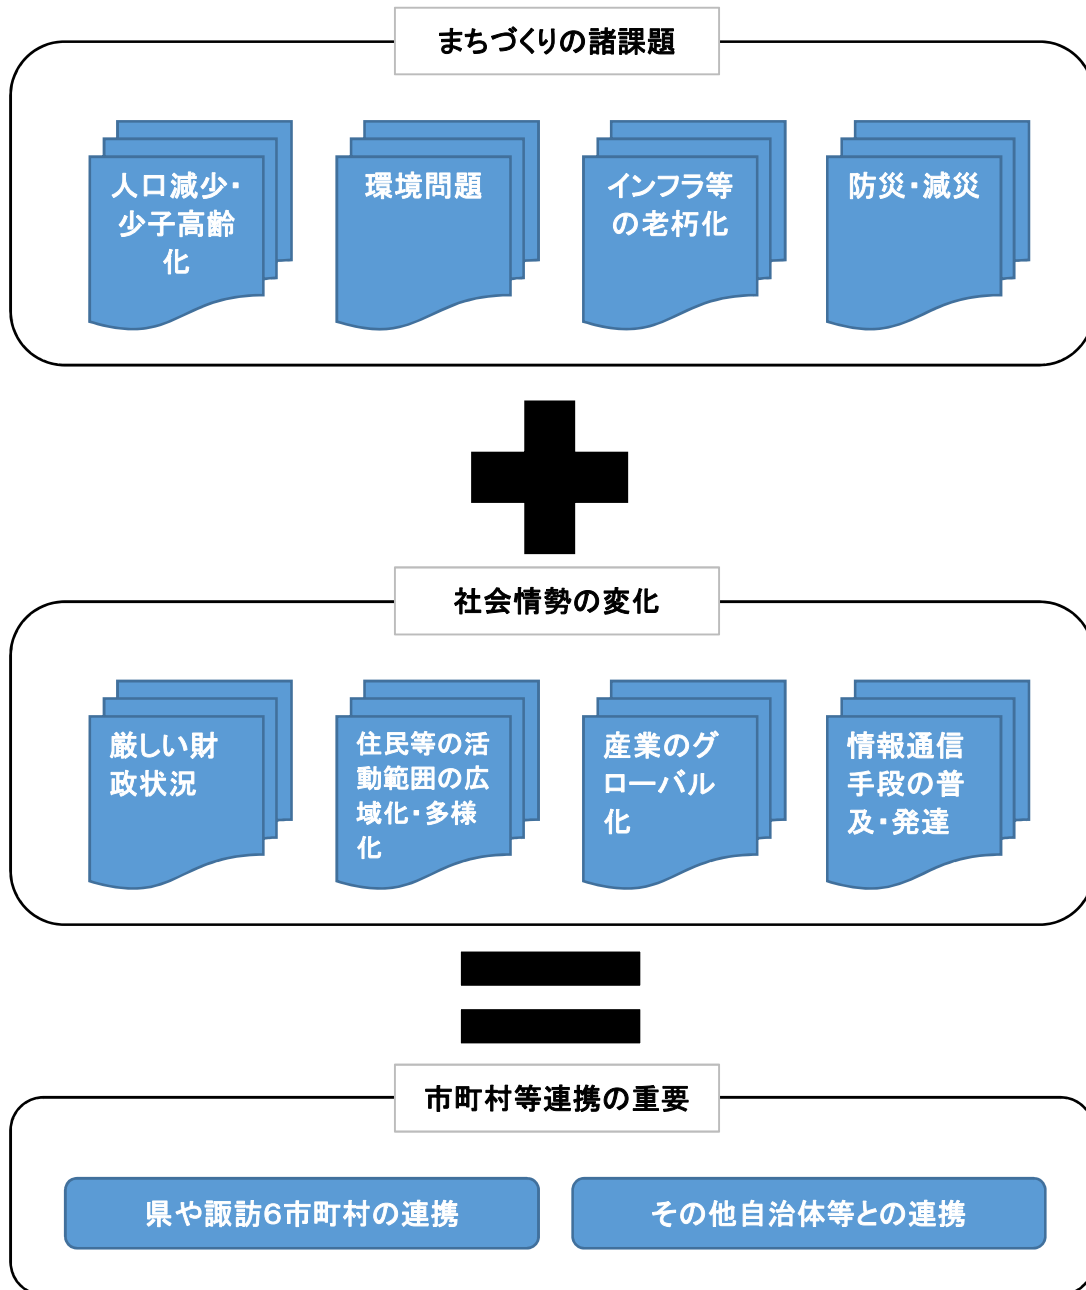 まちづくりの諸課題
人口減少・
少子高齢
化
環境問題
インフラ等
の老朽化
防災・減災
社会情勢の変化
厳しい財
政状況
住民等の活
動範囲の広
域化・多様
化
産業のグ
ローバル
化
情報通信
手段の普
及・発達
市町村等連携の重要
県や諏訪6市町村の連携
その他自治体等との連携